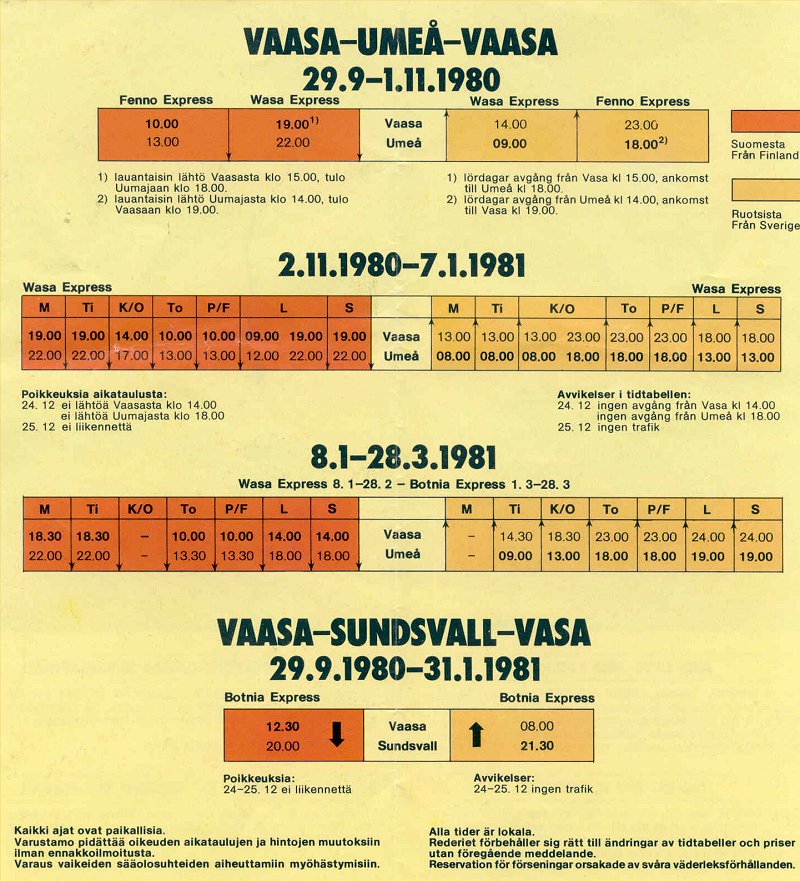 VAASA–UMEÅ–VAASA
29.9–1.11.1980
Fenno Express Wasa Express Wasa Express Fenno Express
10.00 19.00¹⁾ Vaasa 14.00 23.00
13.00 22.00 Umeå 09.00 18.00²⁾
Suomesta
Från Finland
Ruotsista
Från Sverige
1) lauantaisin lähtö Vaasasta klo 15.00, tulo
Uumajaan klo 18.00.
2) lauantaisin lähtö Uumajasta klo 14.00, tulo
Vaasaan klo 19.00.
1) lördagar avgång från Vasa kl 15.00, ankomst
till Umeå kl 18.00.
2) lördagar avgång från Umeå kl 14.00, ankomst
till Vasa kl 19.00.
2.11.1980–7.1.1981
Wasa Express Wasa Express
M Ti K/O To P/F L S M Ti K/O To P/F L S
19.00 19.00 14.00 10.00 10.00 09.00 19.00 19.00 Vaasa 13.00 13.00 13.00 23.00 23.00 23.00 18.00 18.00
22.00 22.00 17.00 13.00 13.00 12.00 22.00 22.00 Umeå 08.00 08.00 08.00 18.00 18.00 18.00 13.00 13.00
Poikkeuksia aikataulusta:
24. 12 ei lähtöä Vaasasta klo 14.00
ei lähtöä Uumajasta klo 18.00
25. 12 ei liikennettä
Avvikelser i tidtabellen:
24. 12 ingen avgång från Vasa kl 14.00
ingen avgång från Umeå kl 18.00
25. 12 ingen trafik
8.1–28.3.1981
Wasa Express 8. 1–28. 2 – Botnia Express 1. 3–28. 3
M Ti K/O To P/F L S M Ti K/O To P/F L S
18.30 18.30 – 10.00 10.00 14.00 14.00 Vaasa – 14.30 18.30 23.00 23.00 24.00 24.00
22.00 22.00 – 13.30 13.30 18.00 18.00 Umeå – 09.00 13.00 18.00 18.00 19.00 19.00
VAASA–SUNDSVALL–VASA
29.9.1980–31.1.1981
Botnia Express Botnia Express
12.30 Vaasa 08.00
20.00 Sundsvall 21.30
Poikkeuksia:
24–25. 12 ei liikennettä
Avvikelser:
24–25. 12 ingen trafik
Kaikki ajat ovat paikallisia.
Varustamo pidättää oikeuden aikataulujen ja hintojen muutoksiin
ilman ennakkoilmoitusta.
Varaus vaikeiden sääolosuhteiden aiheuttamiin myöhästymisiin.
Alla tider är lokala.
Rederiet förbehåller sig rätt till ändringar av tidtabeller och priser
utan föregående meddelande.
Reservation för förseningar orsakade av svåra väderleksförhållanden.